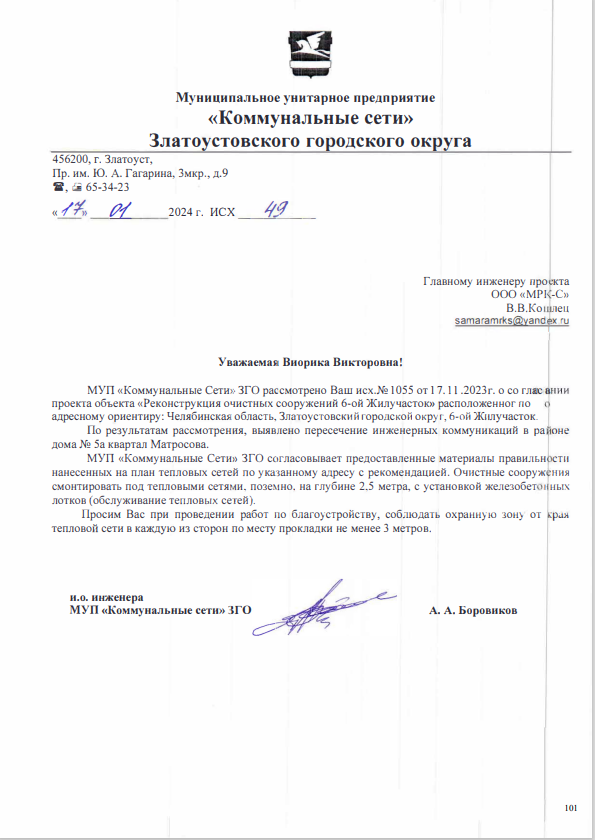 Муниципальное унитарное предприятие
«Коммунальные сети»
Златоустовского городского округа
456200, г. Златоуст,
Пр. им. Ю. А. Гагарина, 3мкр., д.9
☎, 📠 65-34-23
«17» 01 2024 г. ИСХ 49
Главному инженеру проекта
ООО «МРК-С»
В.В.Кошлец
samaramrks@yandex.ru
Уважаемая Виорика Викторовна!
МУП «Коммунальные Сети» ЗГО рассмотрено Ваш исх.№1055 от 17.11.2023г. о согласовании
проекта объекта «Реконструкция очистных сооружений 6-ой Жилучасток» расположенного по
адресному ориентиру: Челябинская область, Златоустовский городской округ, 6-ой Жилучасток.
По результатам рассмотрения, выявлено пересечение инженерных коммуникаций в районе
дома № 5а квартал Матросова.
МУП «Коммунальные Сети» ЗГО согласовывает предоставленные материалы правильности
нанесенных на план тепловых сетей по указанному адресу с рекомендацией. Очистные сооружения
смонтировать под тепловыми сетями, поземно, на глубине 2,5 метра, с установкой железобетонных
лотков (обслуживание тепловых сетей).
Просим Вас при проведении работ по благоустройству, соблюдать охранную зону от края
тепловой сети в каждую из сторон по месту прокладки не менее 3 метров.
и.о. инженера
МУП «Коммунальные сети» ЗГО А. А. Боровиков
101